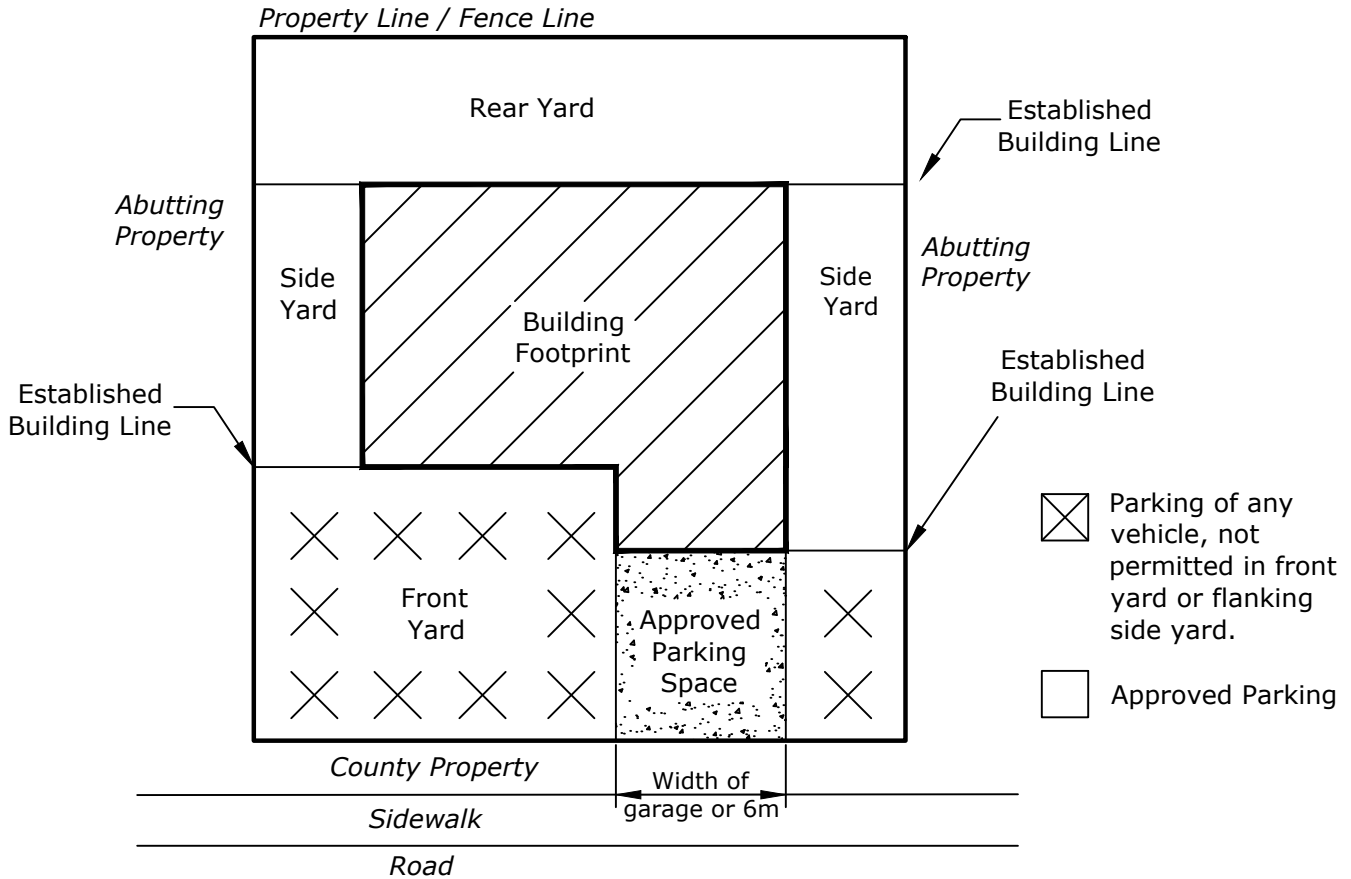 Property Line / Fence Line
Rear Yard
Established
Building Line
Abutting
Property
Abutting
Property
Side
Yard
Side
Yard
Building
Footprint
Established
Building Line
Established
Building Line
Parking of any
vehicle, not
permitted in front
yard or flanking
side yard.
Front
Yard
Approved
Parking
Space
Approved Parking
County Property
Width of
garage or 6m
Sidewalk
Road